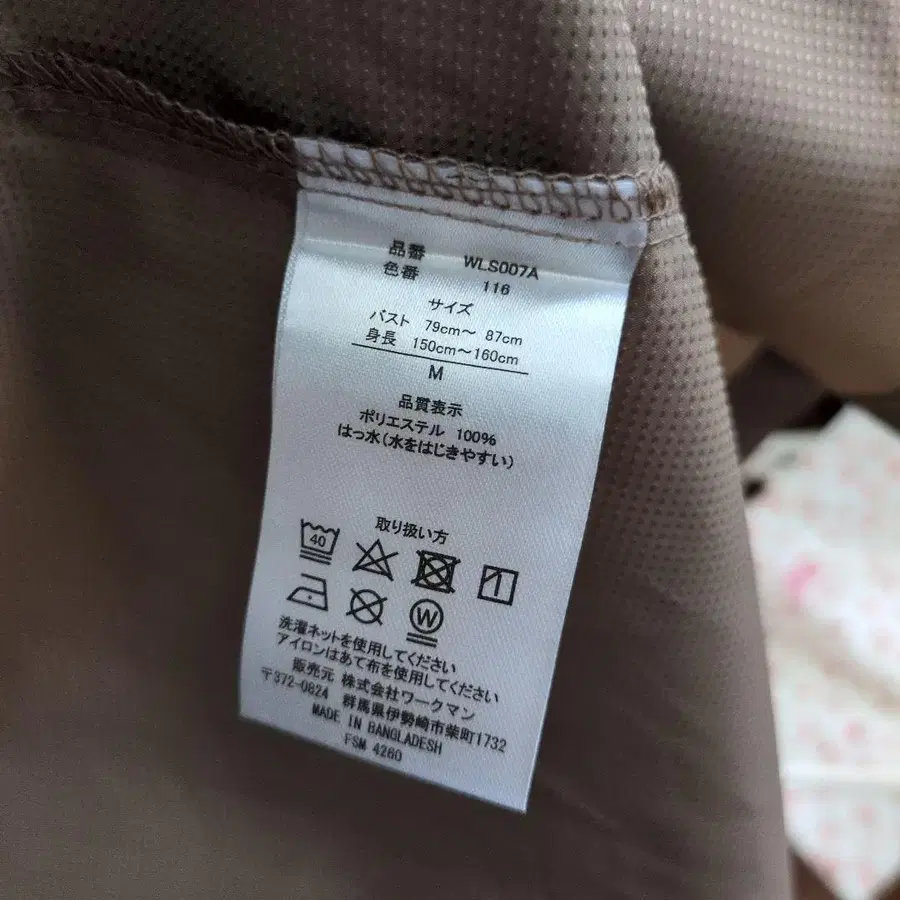 品番 WLS007A
色番 116
サイズ
バスト 79cm～ 87cm
身長 150cm～160cm
M
品質表示
ポリエステル 100%
はっ水(水をはじきやすい)
取り扱い方
40
W
洗濯ネットを使用してください
アイロンはあて布を使用してください
販売元 株式会社ワークマン
〒372-0824 群馬県伊勢崎市柴町1732
MADE IN BANGLADESH
FSM 4260